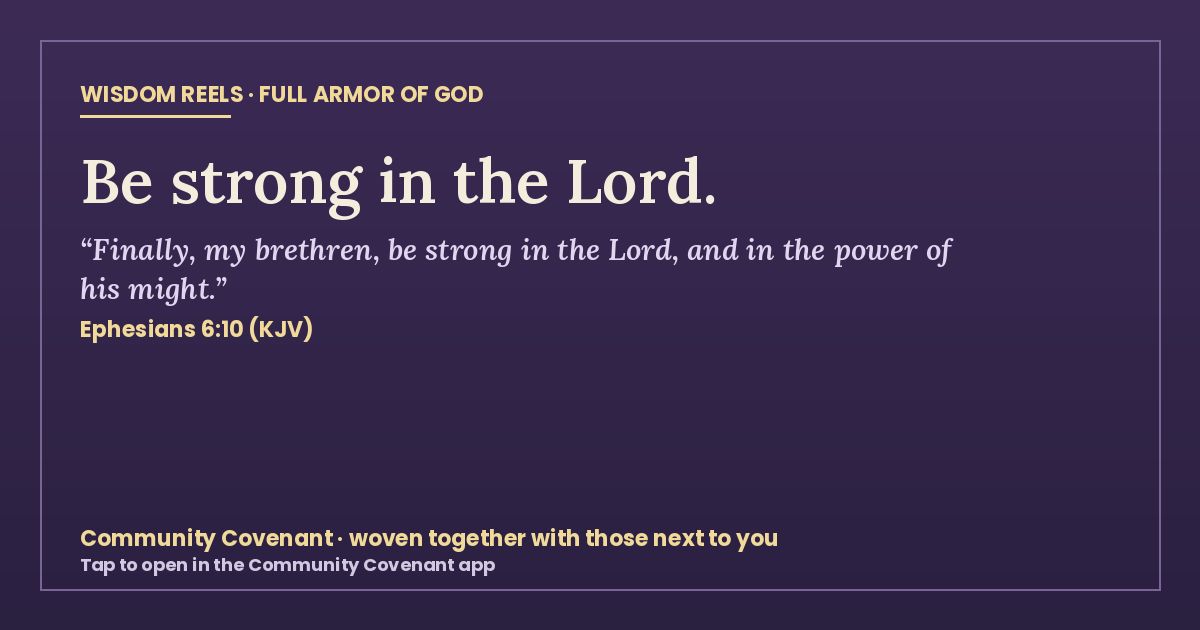 WISDOM REELS · FULL ARMOR OF GOD
Be strong in the Lord.
“Finally, my brethren, be strong in the Lord, and in the power of
his might.”
Ephesians 6:10 (KJV)
Community Covenant · woven together with those next to you
Tap to open in the Community Covenant app